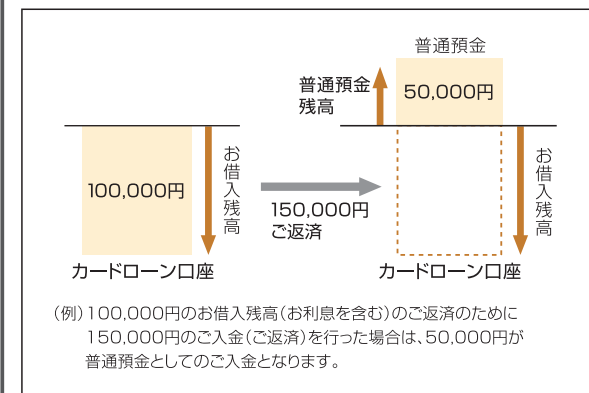 普通預金
普通預金
残高
50,000円
100,000円
お借入残高
150,000円
ご返済
お借入残高
カードローン口座
カードローン口座
(例)100,000円のお借入残高(お利息を含む)のご返済のために
150,000円のご入金(ご返済)を行った場合は、50,000円が
普通預金としてのご入金となります。